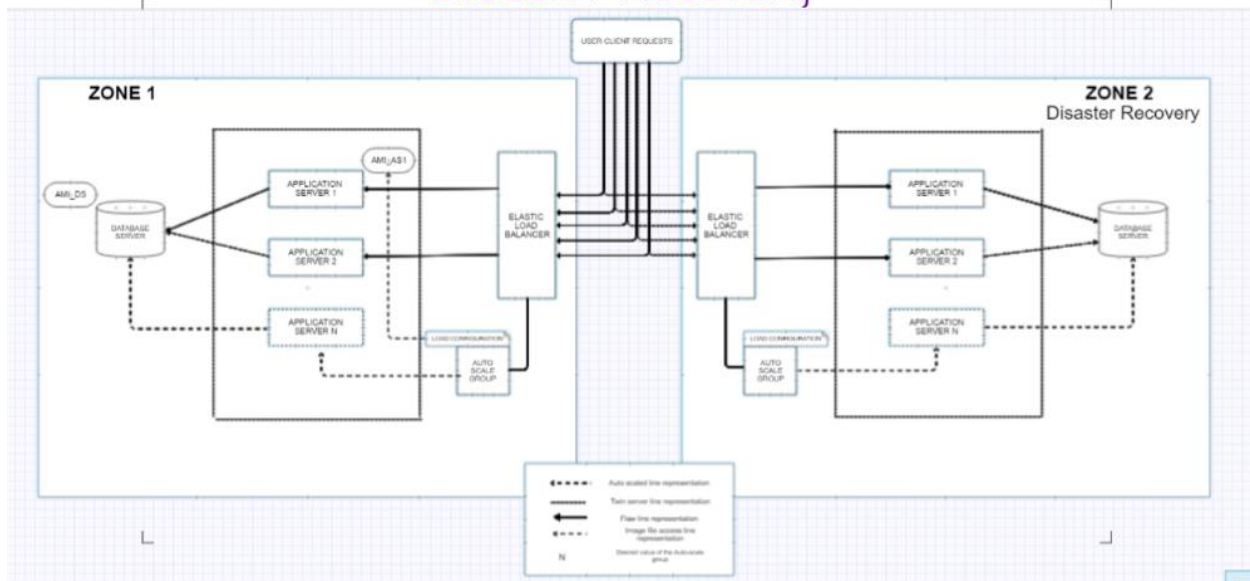 USER CLIENT REQUESTS
ZONE 1
ZONE 2
Disaster Recovery
AMI_AS1
AMI_DS
APPLICATION
SERVER 1
DATABASE
SERVER
APPLICATION
SERVER 2
APPLICATION
SERVER N
ELASTIC
LOAD
BALANCER
LOAD CONFIGURATION
AUTO
SCALE
GROUP
ELASTIC
LOAD
BALANCER
APPLICATION
SERVER 1
DATABASE
SERVER
APPLICATION
SERVER 2
APPLICATION
SERVER N
LOAD CONFIGURATION
AUTO
SCALE
GROUP
Auto scaled line representation
Twin server line representation
Flaw line representation
Image file access line
representation
N
Desired value of the
group